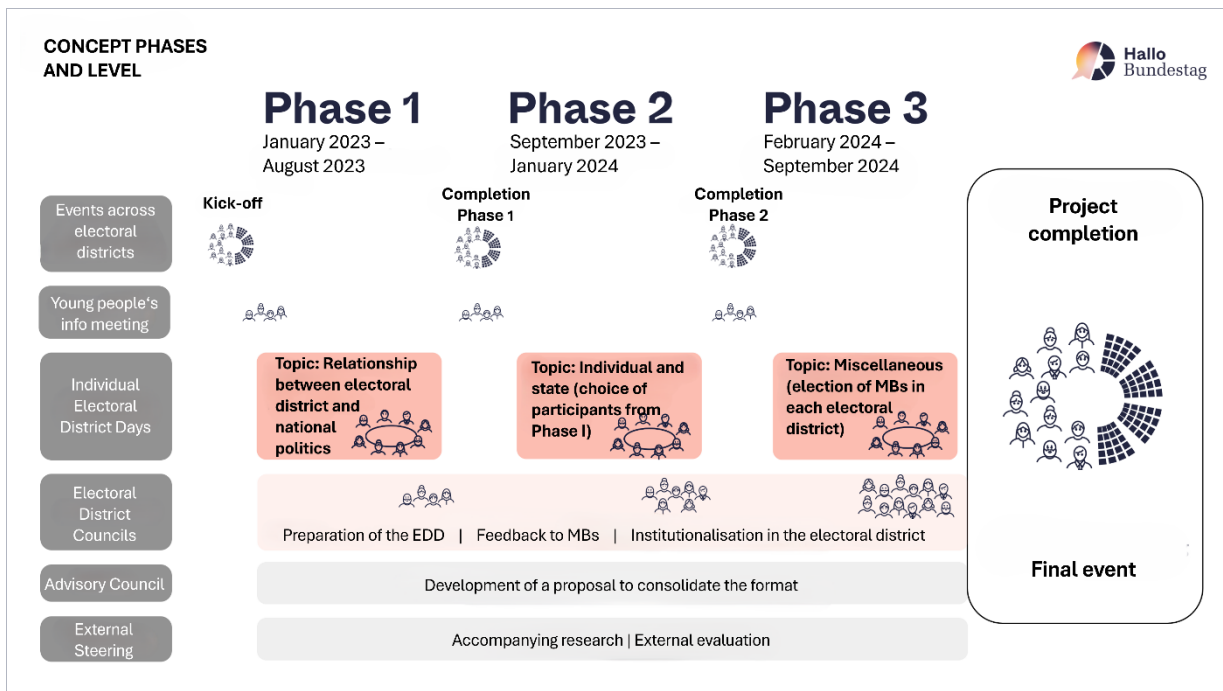 CONCEPT PHASES
AND LEVEL
Hallo
Bundestag
Phase 1
January 2023 –
August 2023
Phase 2
September 2023 –
January 2024
Phase 3
February 2024 –
September 2024
Events across
electoral
districts
Kick-off
Completion
Phase 1
Completion
Phase 2
Project
completion
Young people‘s
info meeting
Individual
Electoral
District Days
Topic: Relationship
between electoral
district and
national
politics
Topic: Individual and
state (choice of
participants from
Phase I)
Topic: Miscellaneous
(election of MBs in
each electoral
district)
Electoral
District
Councils
Preparation of the EDD | Feedback to MBs | Institutionalisation in the electoral district
Advisory Council
Development of a proposal to consolidate the format
Final event
External
Steering
Accompanying research | External evaluation